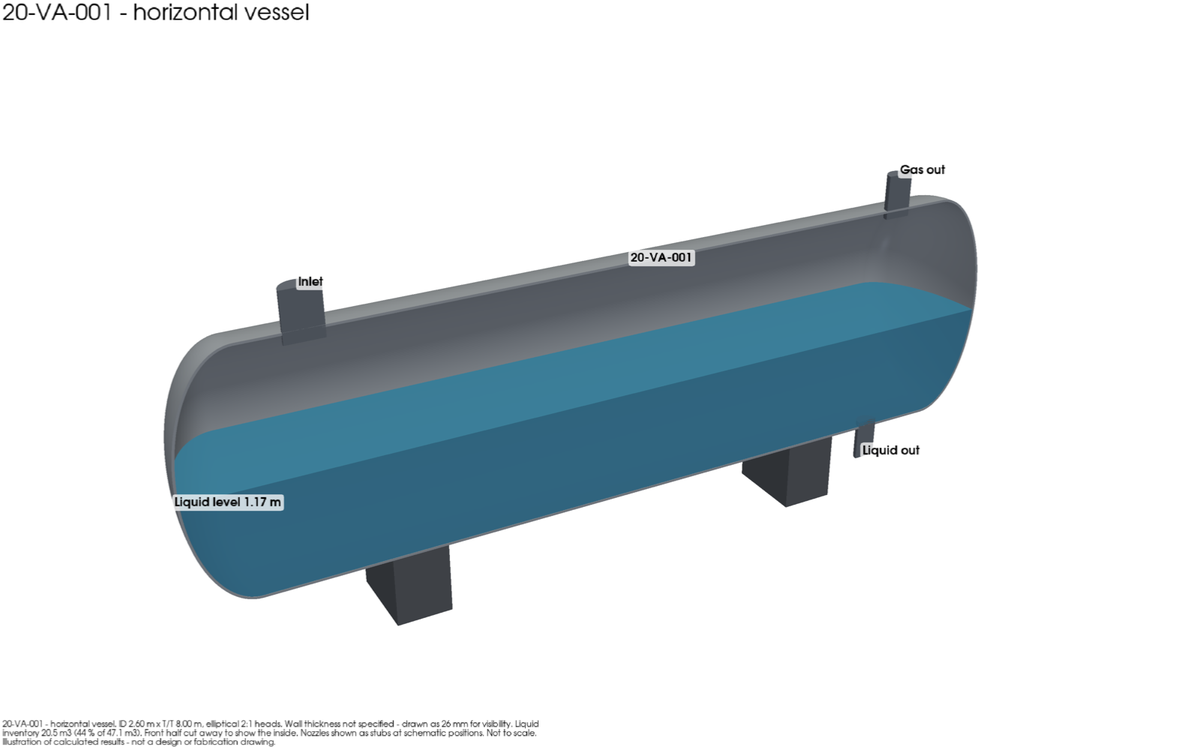 20-VA-001 - horizontal vessel
Gas out
20-VA-001
Inlet
Liquid out
Liquid level 1.17 m
20-VA-001 - horizontal vessel. ID 2.60 m x T/T 8.00 m, elliptical 2:1 heads. Wall thickness not specified - drawn as 26 mm for visibility. Liquid
inventory 20.5 m3 (44 % of 47.1 m3). Front half cut away to show the inside. Nozzles shown as stubs at schematic positions. Not to scale.
Illustration of calculated results - not a design or fabrication drawing.